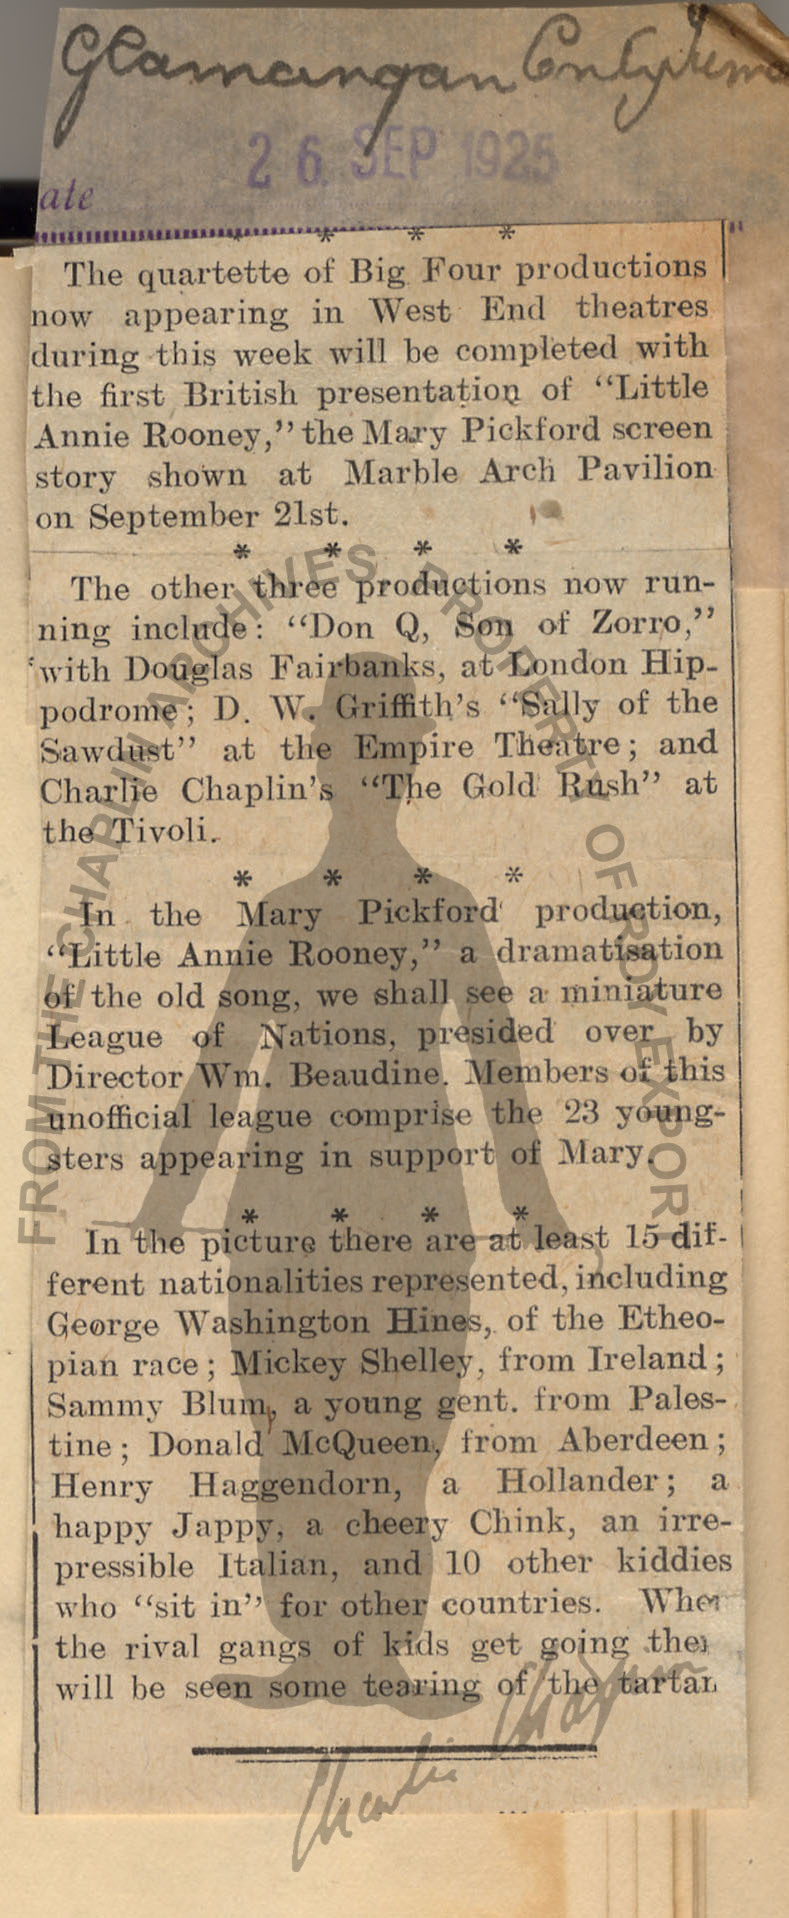 Glamorgan
26 SEP 1925
ate
* * * *
The quartette of Big Four productions
now appearing in West End theatres
during this week will be completed with
the first British presentation of "Little
Annie Rooney," the Mary Pickford screen
story shown at Marble Arch Pavilion
on September 21st.
* * * *
The other three productions now run-
ning include: "Don Q, Son of Zorro,"
with Douglas Fairbanks, at London Hip-
podrome; D. W. Griffith's "Sally of the
Sawdust" at the Empire Theatre; and
Charlie Chaplin's "The Gold Rush" at
the Tivoli.
* * * *
In the Mary Pickford production,
"Little Annie Rooney," a dramatisation
of the old song, we shall see a miniature
League of Nations, presided over by
Director Wm. Beaudine. Members of this
unofficial league comprise the 23 young-
sters appearing in support of Mary.
* * * *
In the picture there are at least 15 dif-
ferent nationalities represented, including
George Washington Hines, of the Etheo-
pian race; Mickey Shelley, from Ireland;
Sammy Blum, a young gent. from Pales-
tine; Donald McQueen, from Aberdeen;
Henry Haggendorn, a Hollander; a
happy Jappy, a cheery Chink, an irre-
pressible Italian, and 10 other kiddies
who "sit in" for other countries. When
the rival gangs of kids get going
will be seen some tearing of the tartan
FROM THE CHAPLIN ARCHIVES PROPERTY OF ROY EXPORT
Charlie Chaplin